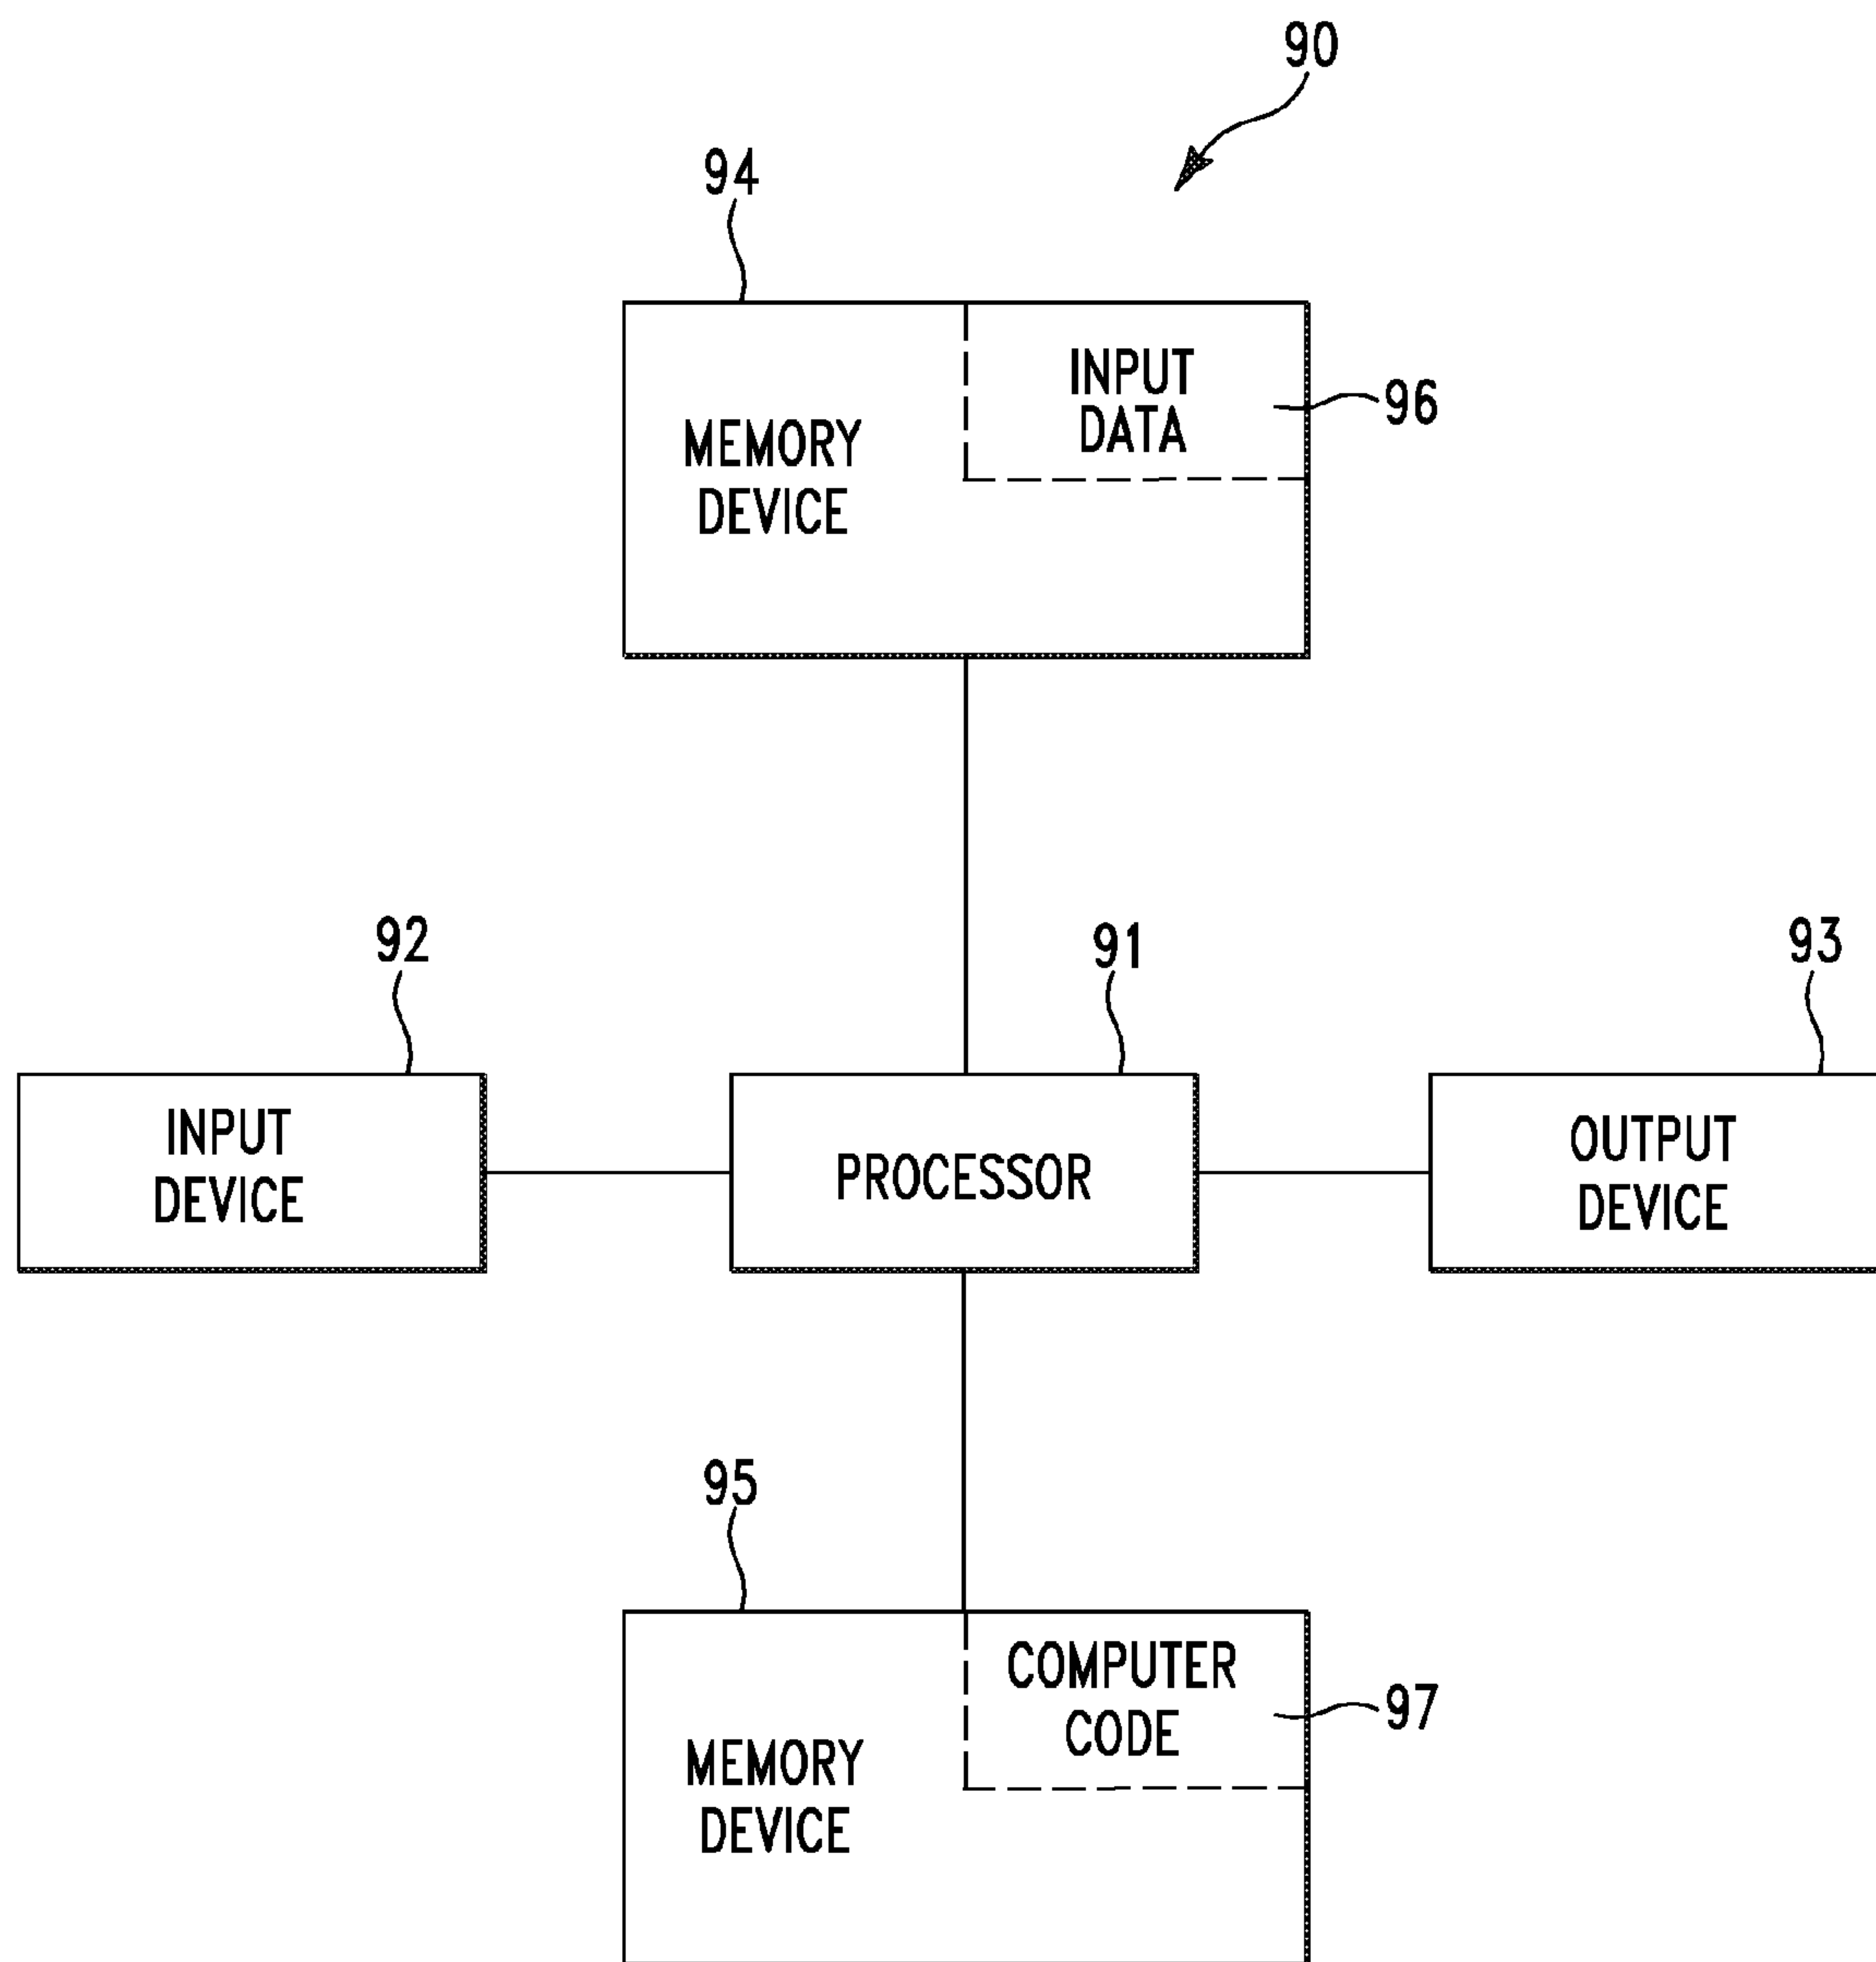 90
94
INPUT
DATA
96
MEMORY
DEVICE
92
91
93
INPUT
DEVICE
PROCESSOR
OUTPUT
DEVICE
95
COMPUTER
CODE
97
MEMORY
DEVICE